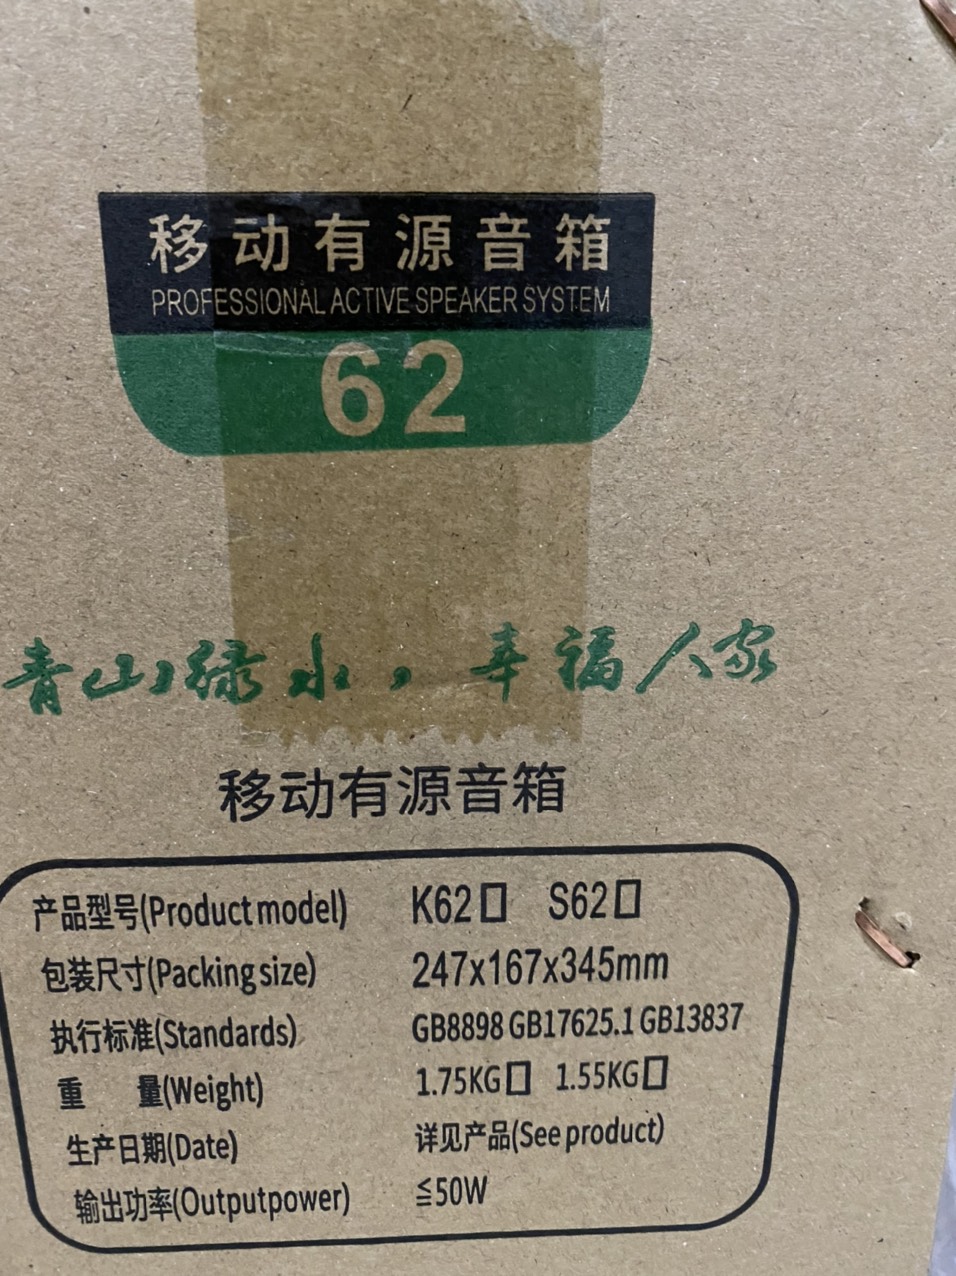 移动有源音箱
PROFESSIONAL ACTIVE SPEAKER SYSTEM
62
青山绿水，幸福人家
移动有源音箱
产品型号(Product model) K62□ S62□
包装尺寸(Packing size) 247x167x345mm
执行标准(Standards) GB8898 GB17625.1 GB13837
重 量(Weight) 1.75KG□ 1.55KG□
生产日期(Date) 详见产品(See product)
输出功率(Outputpower) ≦50W